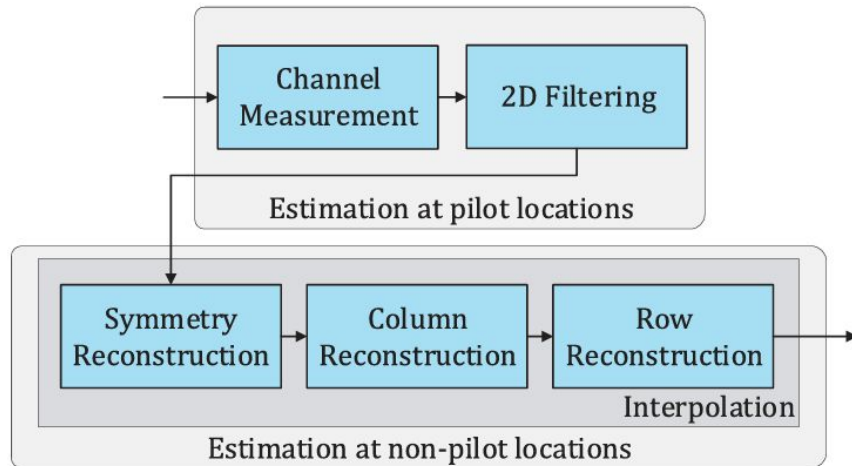 Channel
Measurement
2D Filtering
Estimation at pilot locations
Symmetry
Reconstruction
Column
Reconstruction
Row
Reconstruction
Interpolation
Estimation at non-pilot locations